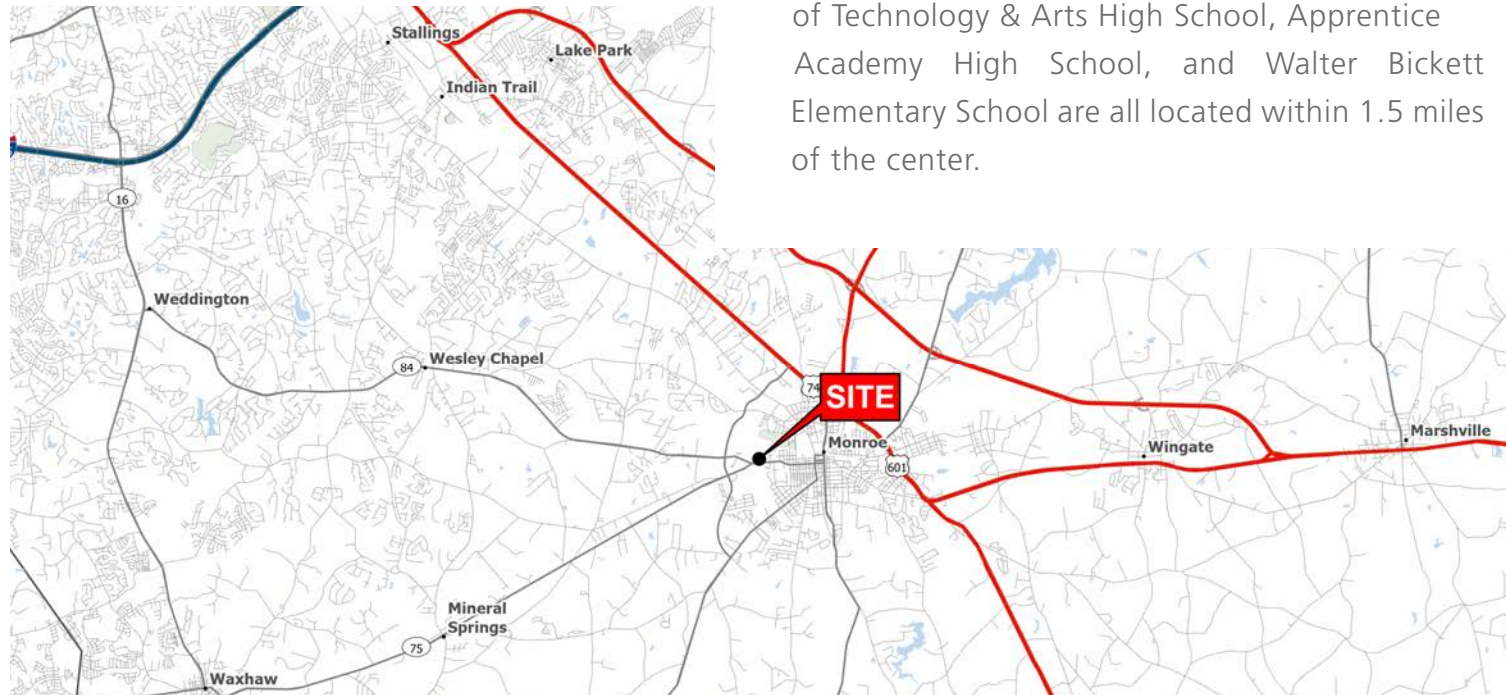 of Technology & Arts High School, Apprentice
Academy High School, and Walter Bickett
Elementary School are all located within 1.5 miles
of the center.
Stallings
Lake Park
Indian Trail
16
Weddington
84
Wesley Chapel
74
SITE
Monroe
601
Wingate
Marshville
Mineral
Springs
75
Waxhaw